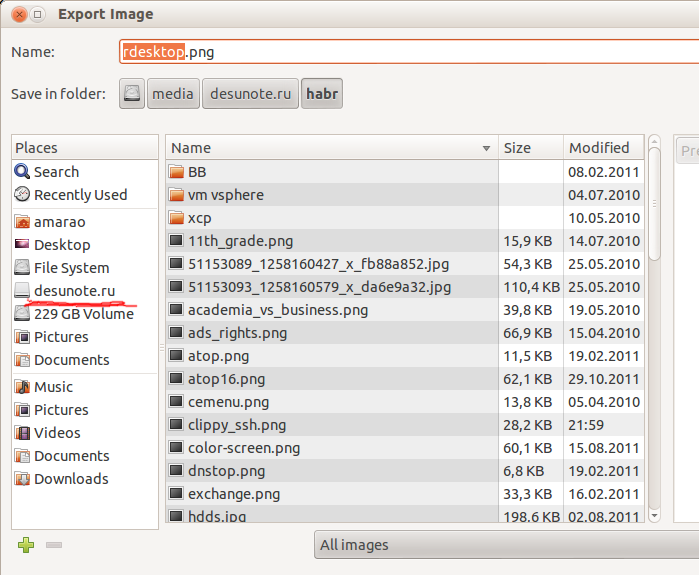 Export Image
Name: rdesktop.png
Save in folder: media desunote.ru habr
Places
Search
Recently Used
amarao
Desktop
File System
desunote.ru
229 GB Volume
Pictures
Documents
Music
Pictures
Videos
Documents
Downloads
Name Size Modified
BB 08.02.2011
vm vsphere 04.07.2010
xcp 10.05.2010
11th_grade.png 15,9 KB 14.07.2010
51153089_1258160427_x_fb88a852.jpg 54,3 KB 25.05.2010
51153093_1258160579_x_da6e9a32.jpg 110,4 KB 25.05.2010
academia_vs_business.png 39,8 KB 19.05.2010
ads_rights.png 66,9 KB 15.04.2010
atop.png 11,5 KB 19.02.2011
atop16.png 62,1 KB 29.10.2011
cemenu.png 13,8 KB 05.04.2010
clippy_ssh.png 28,2 KB 21:59
color-screen.png 60,1 KB 15.08.2011
dnstop.png 6,8 KB 19.02.2011
exchange.png 33,3 KB 16.02.2011
hdds.jpg 198,6 KB 02.08.2011
Pre
All images